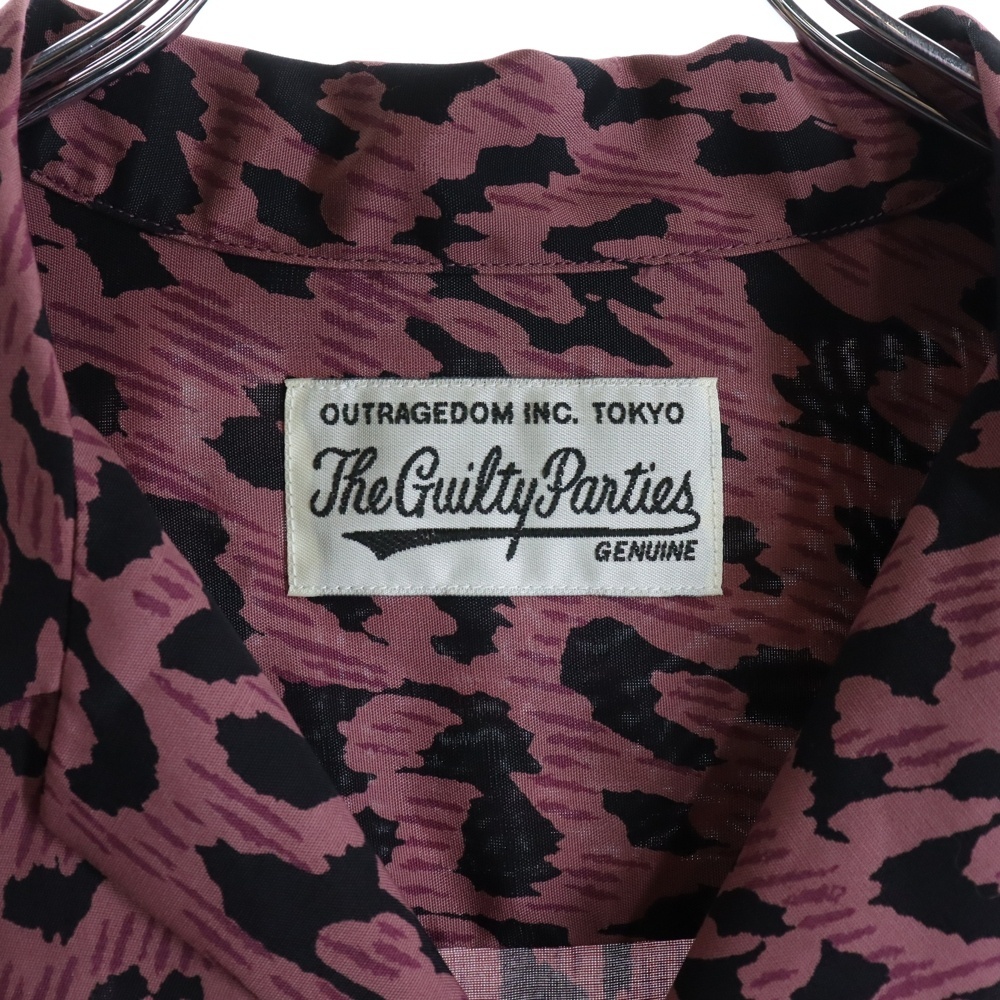 OUTRAGEDOM INC. TOKYO
The Guilty Parties
GENUINE